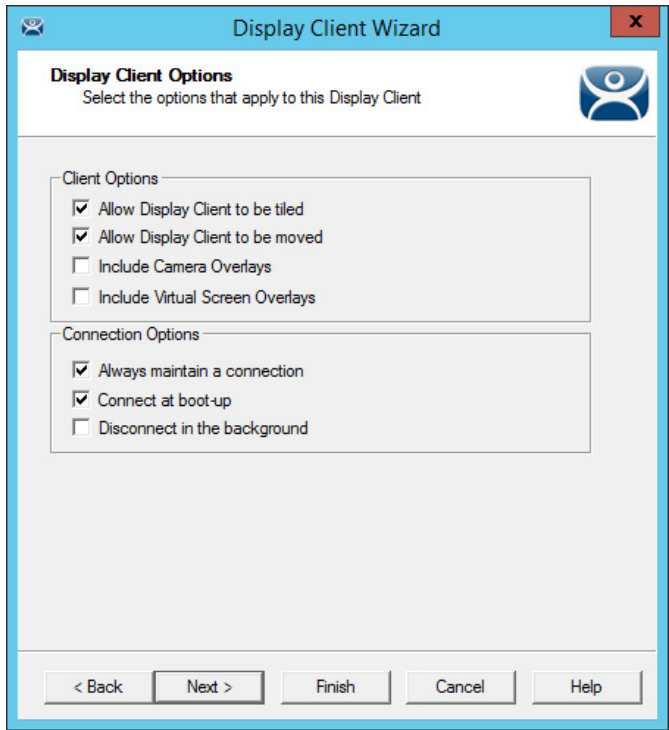 Display Client Wizard
x
Display Client Options
Select the options that apply to this Display Client
Client Options
Allow Display Client to be tiled
Allow Display Client to be moved
Include Camera Overlays
Include Virtual Screen Overlays
Connection Options
Always maintain a connection
Connect at boot-up
Disconnect in the background
< Back Next > Finish Cancel Help